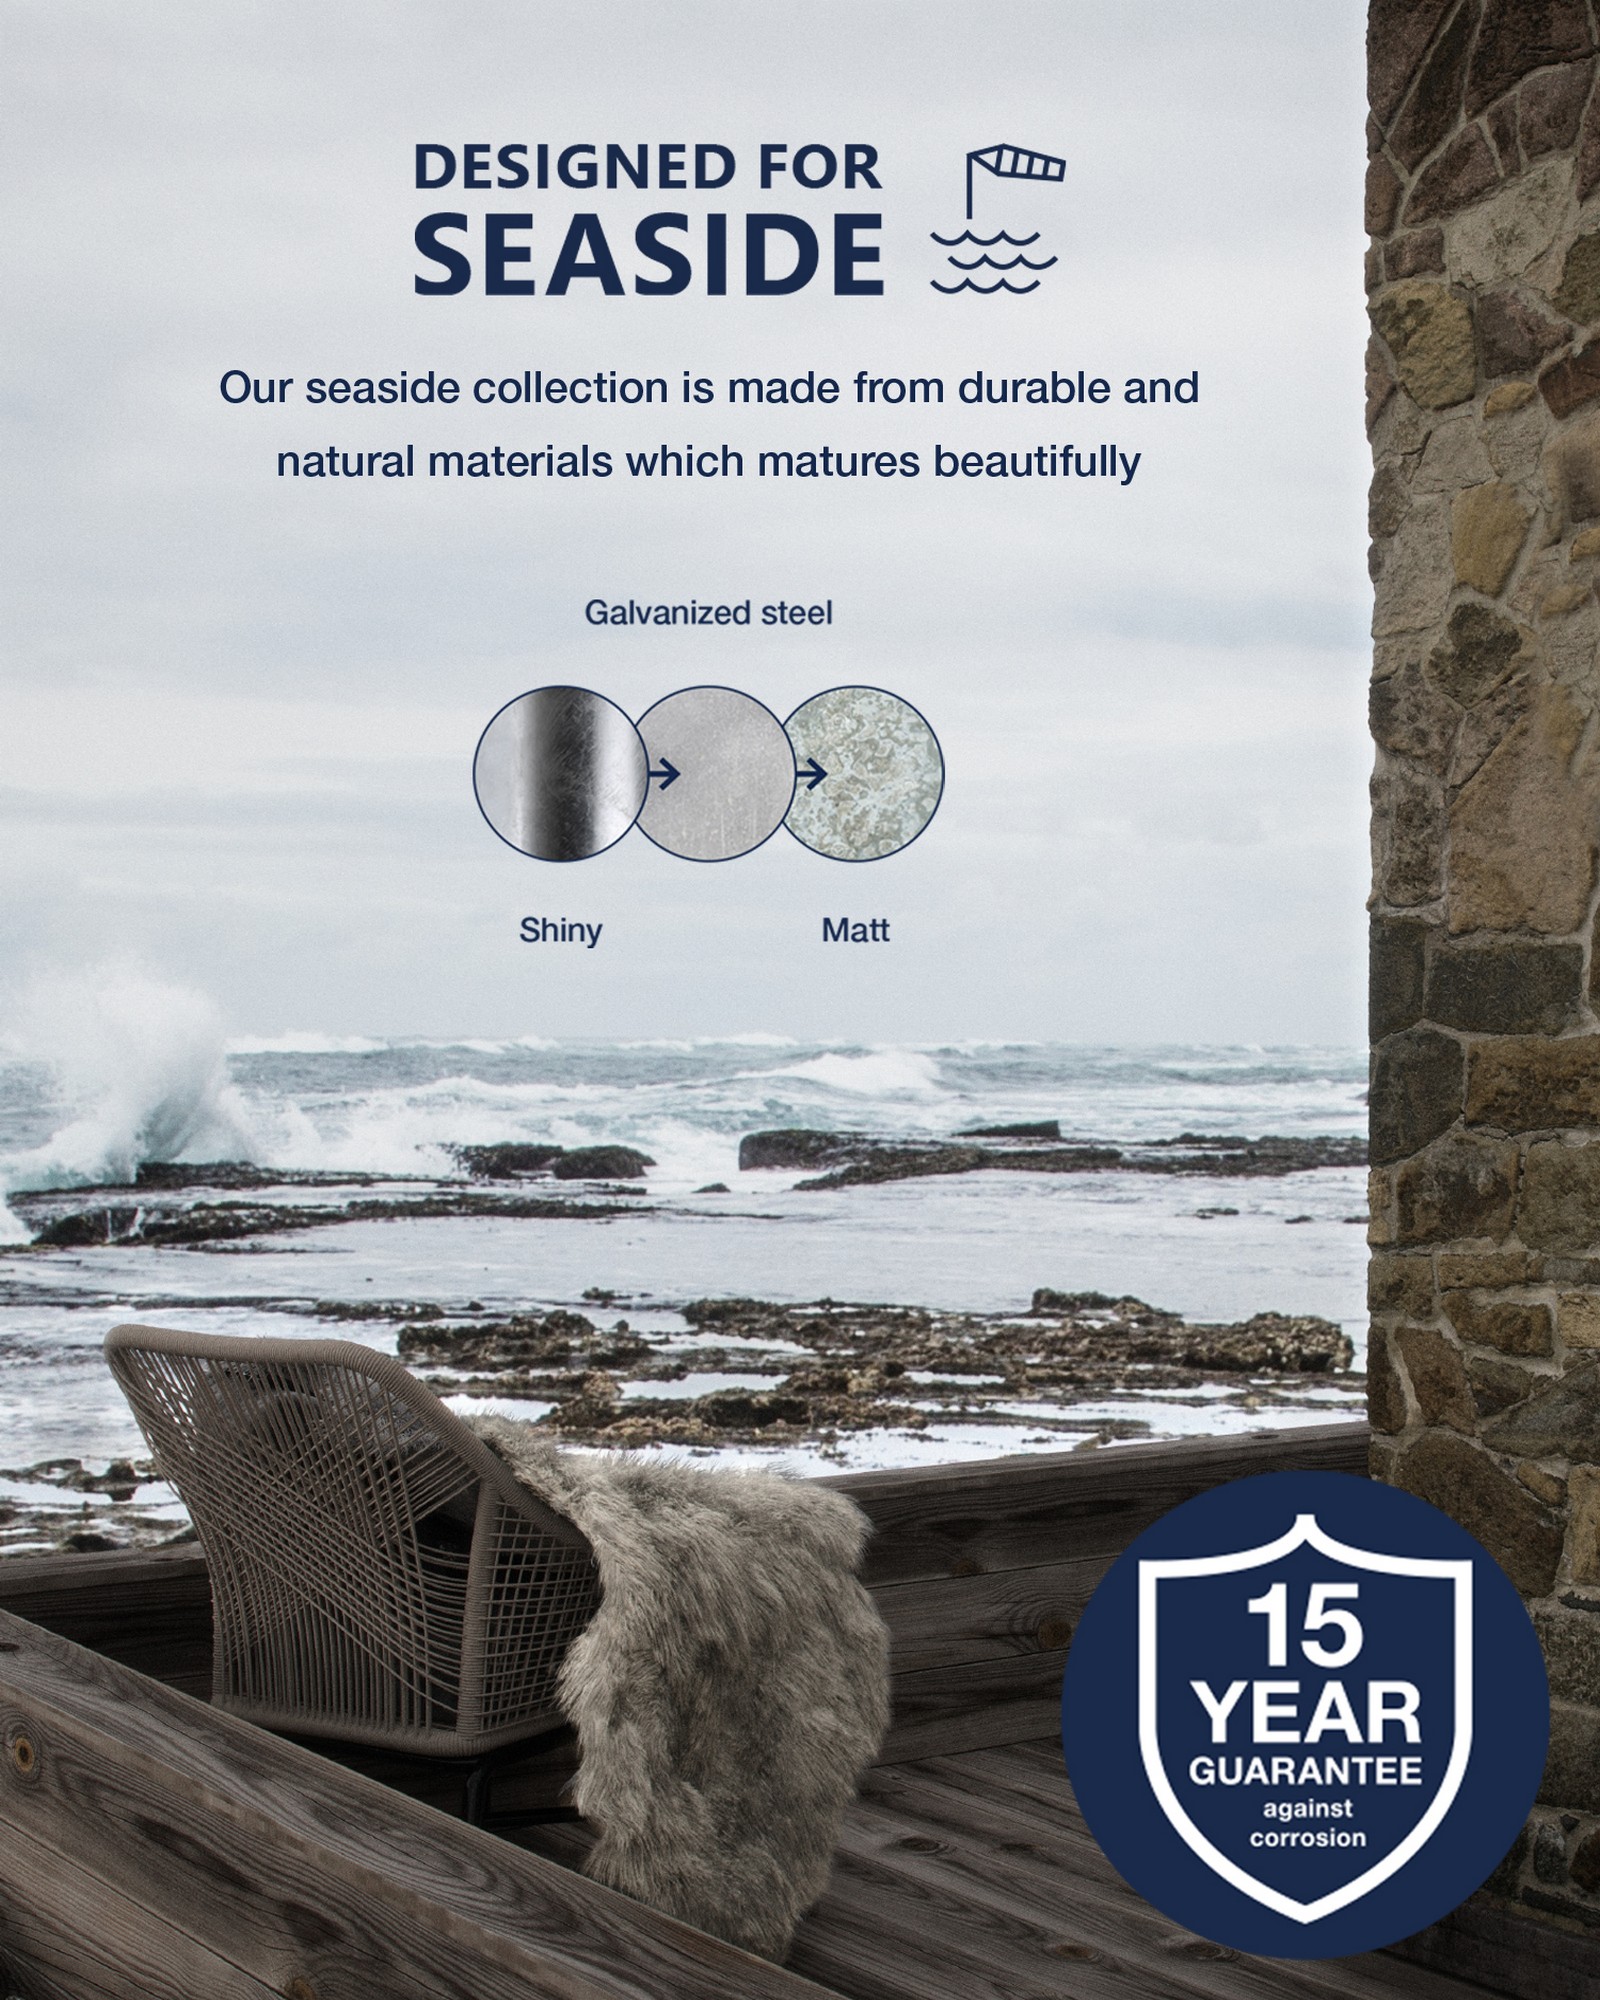 DESIGNED FOR
SEASIDE
Our seaside collection is made from durable and
natural materials which matures beautifully
Galvanized steel
Shiny
Matt
15
YEAR
GUARANTEE
against
corrosion